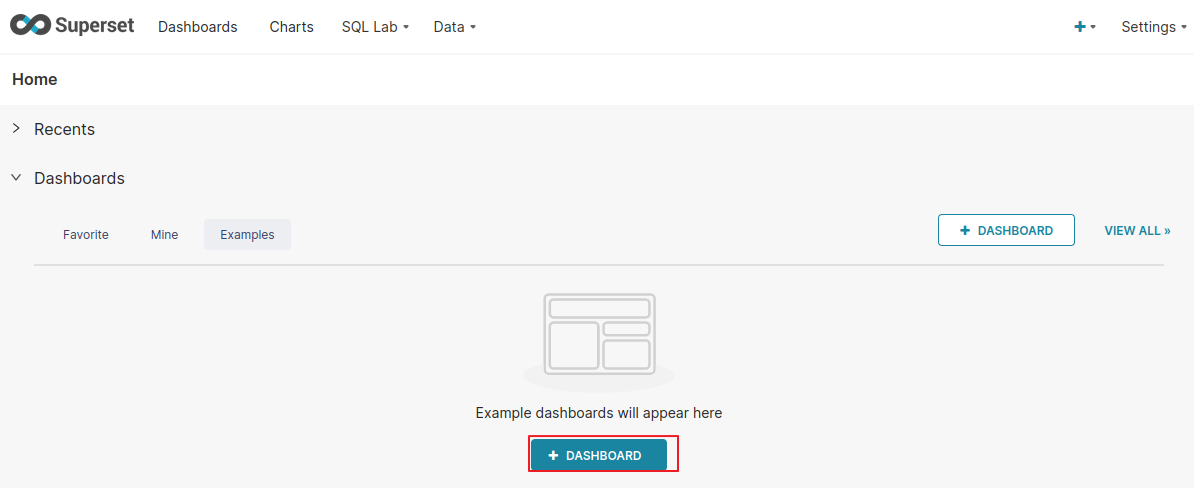 Superset Dashboards Charts SQL Lab Data + Settings
Home
Recents
Dashboards
Favorite Mine Examples + DASHBOARD VIEW ALL »
Example dashboards will appear here
+ DASHBOARD